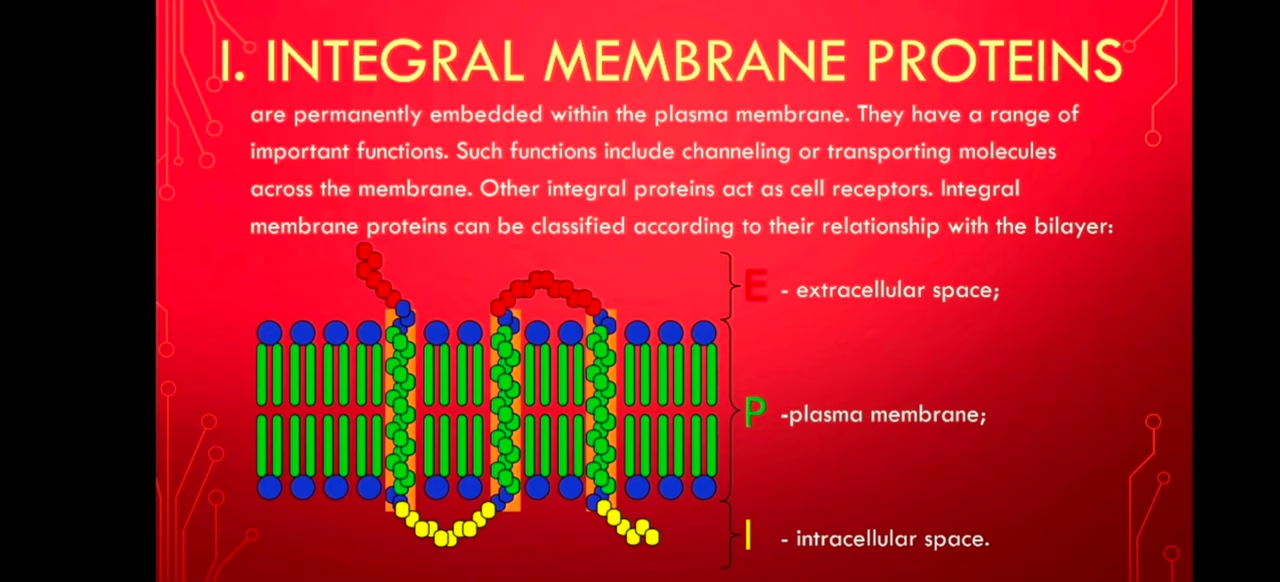 I. INTEGRAL MEMBRANE PROTEINS
are permanently embedded within the plasma membrane. They have a range of
important functions. Such functions include channeling or transporting molecules
across the membrane. Other integral proteins act as cell receptors. Integral
membrane proteins can be classified according to their relationship with the bilayer:
E - extracellular space;
P -plasma membrane;
I - intracellular space.